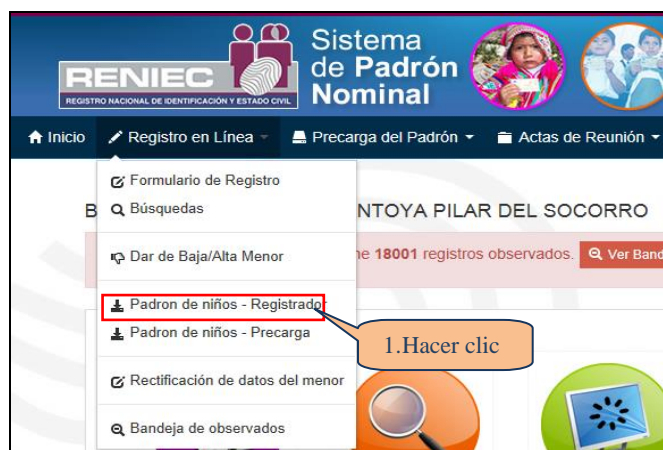 RENIEC
REGISTRO NACIONAL DE IDENTIFICACIÓN Y ESTADO CIVIL
Sistema
de Padrón
Nominal
Inicio Registro en Línea Precarga del Padrón Actas de Reunión
Formulario de Registro
B
Búsquedas
NTOYA PILAR DEL SOCORRO
Dar de Baja/Alta Menor
ne 18001 registros observados. Ver Band
Padron de niños - Registrador
Padron de niños - Precarga
1.Hacer clic
Rectificación de datos del menor
Bandeja de observados